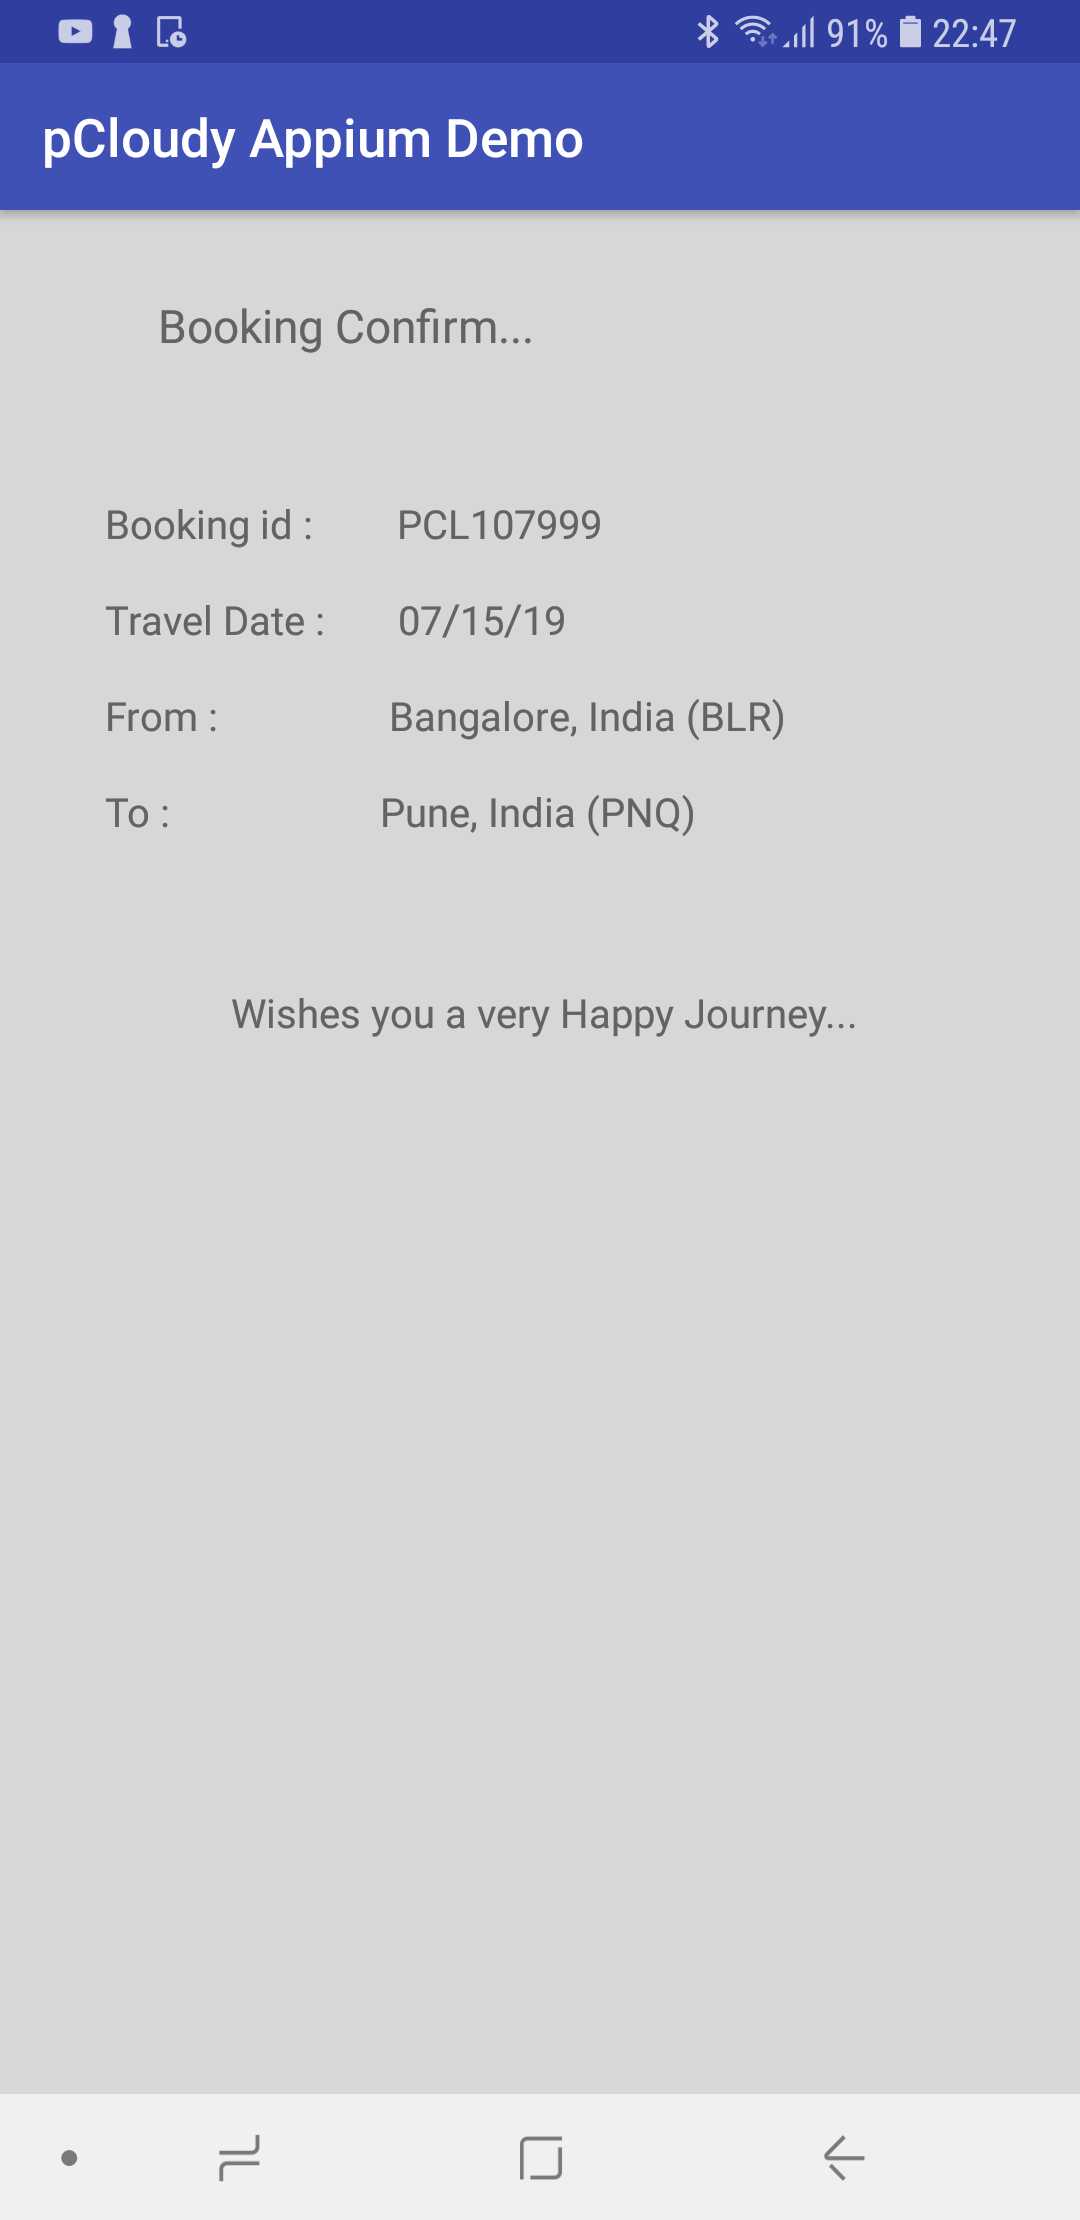 91% 22:47
pCloudy Appium Demo
Booking Confirm...
Booking id : PCL107999
Travel Date : 07/15/19
From : Bangalore, India (BLR)
To : Pune, India (PNQ)
Wishes you a very Happy Journey...